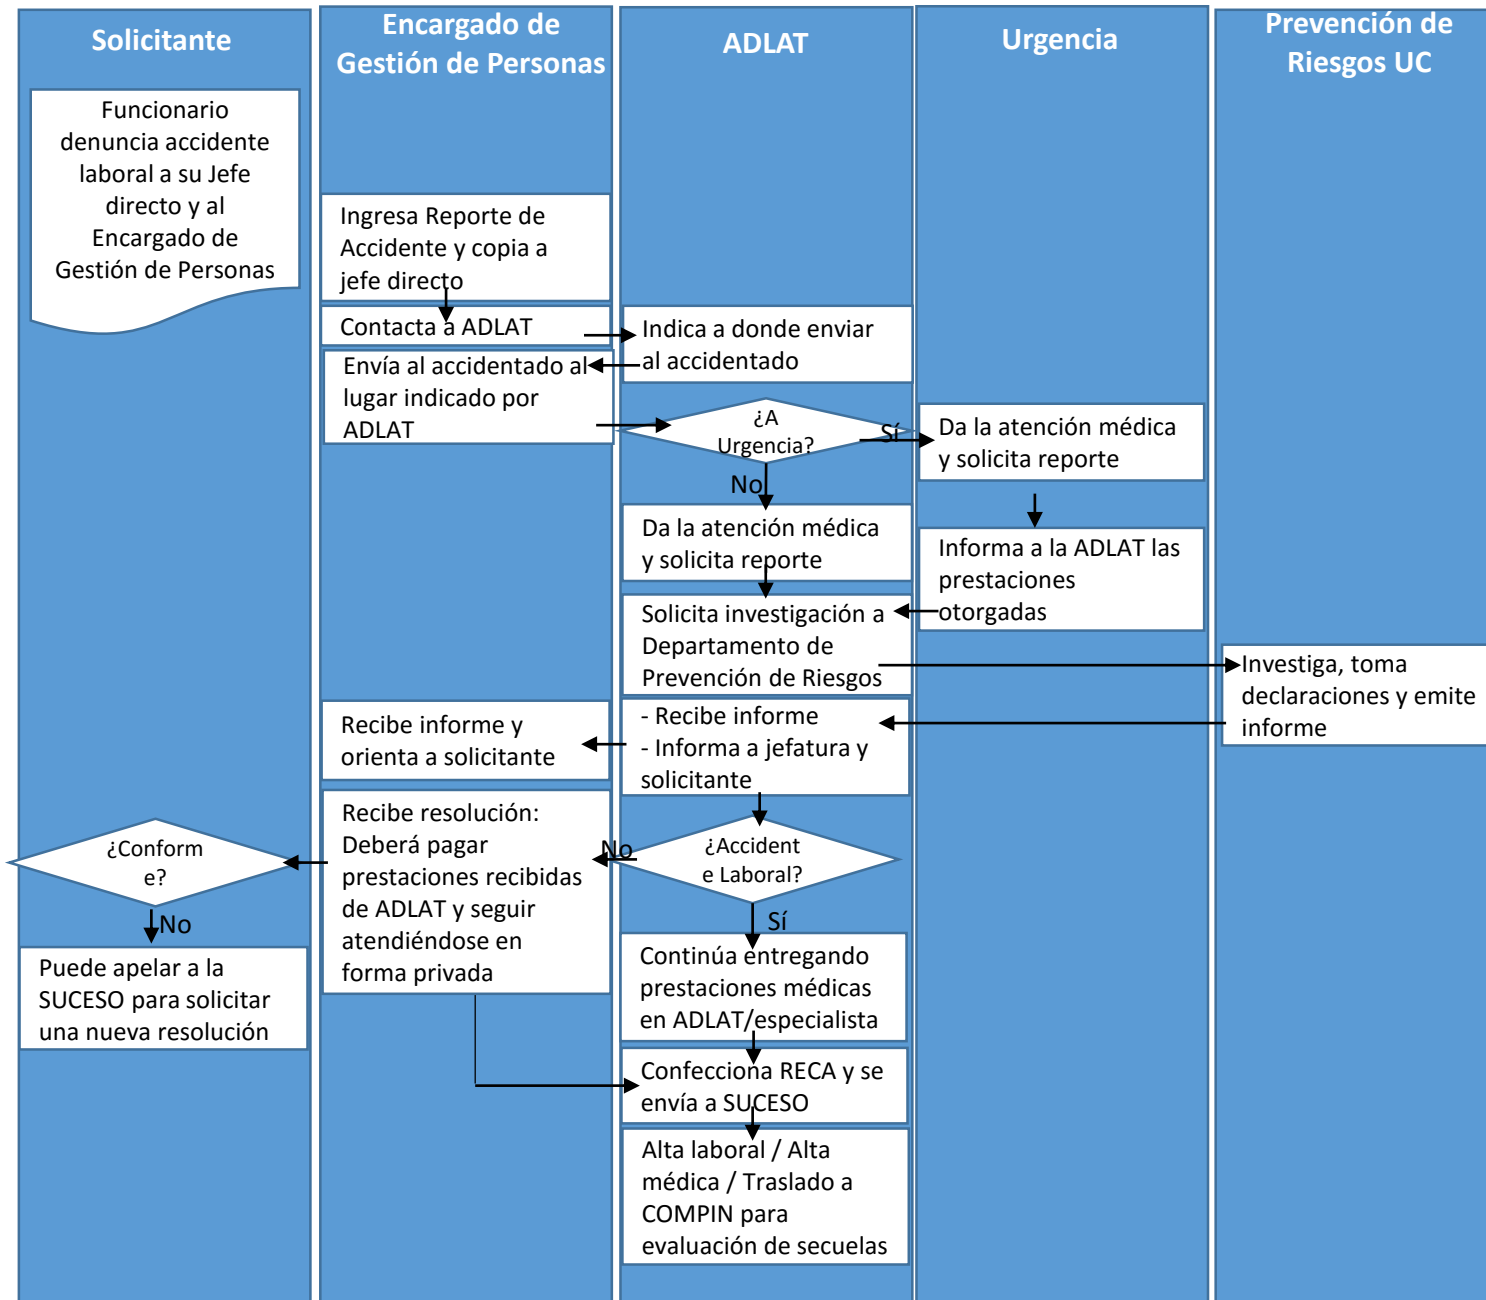 Solicitante
Encargado de
Gestión de Personas
ADLAT
Urgencia
Prevención de
Riesgos UC
Funcionario
denuncia accidente
laboral a su Jefe
directo y al
Encargado de
Gestión de Personas
Ingresa Reporte de
Accidente y copia a
jefe directo
Contacta a ADLAT
Indica a donde enviar
al accidentado
Envía al accidentado al
lugar indicado por
ADLAT
¿A
Urgencia?
Sí
No
Da la atención médica
y solicita reporte
Da la atención médica
y solicita reporte
Informa a la ADLAT las
prestaciones
otorgadas
Solicita investigación a
Departamento de
Prevención de Riesgos
Investiga, toma
declaraciones y emite
informe
- Recibe informe
- Informa a jefatura y
solicitante
Recibe informe y
orienta a solicitante
¿Accident
e Laboral?
No
Sí
Recibe resolución:
Deberá pagar
prestaciones recibidas
de ADLAT y seguir
atendiéndose en
forma privada
¿Conform
e?
No
Puede apelar a la
SUCESO para solicitar
una nueva resolución
Continúa entregando
prestaciones médicas
en ADLAT/especialista
Confecciona RECA y se
envía a SUCESO
Alta laboral / Alta
médica / Traslado a
COMPIN para
evaluación de secuelas